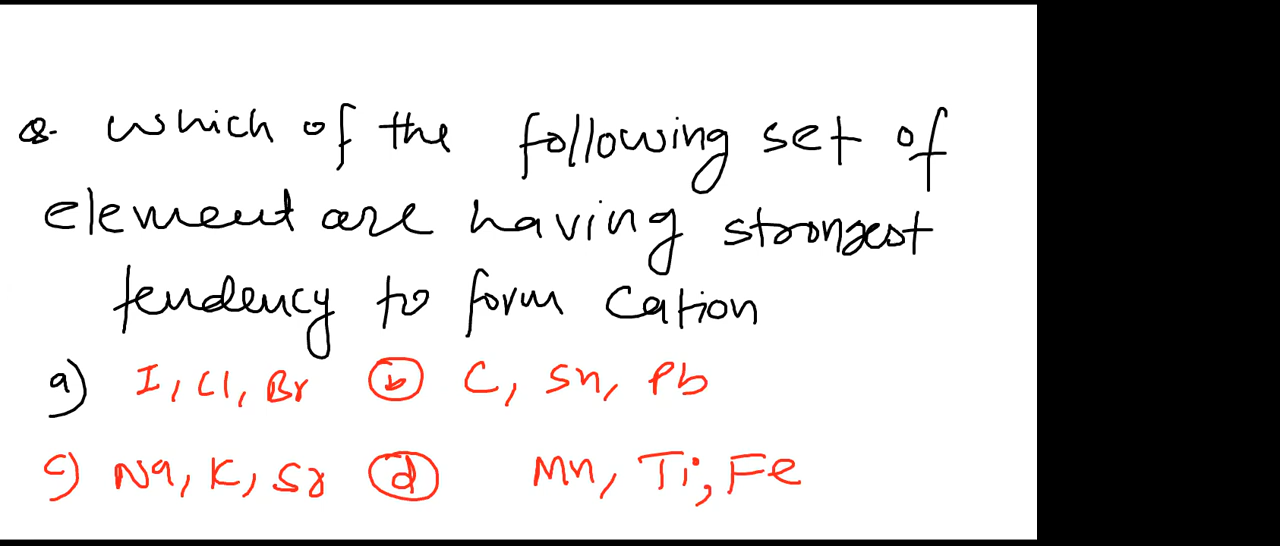 Q. which of the following set of
element are having strongest
tendency to form cation
a) I, Cl, Br (b) C, Sn, Pb
c) Na, K, Sr (d) Mn, Ti, Fe